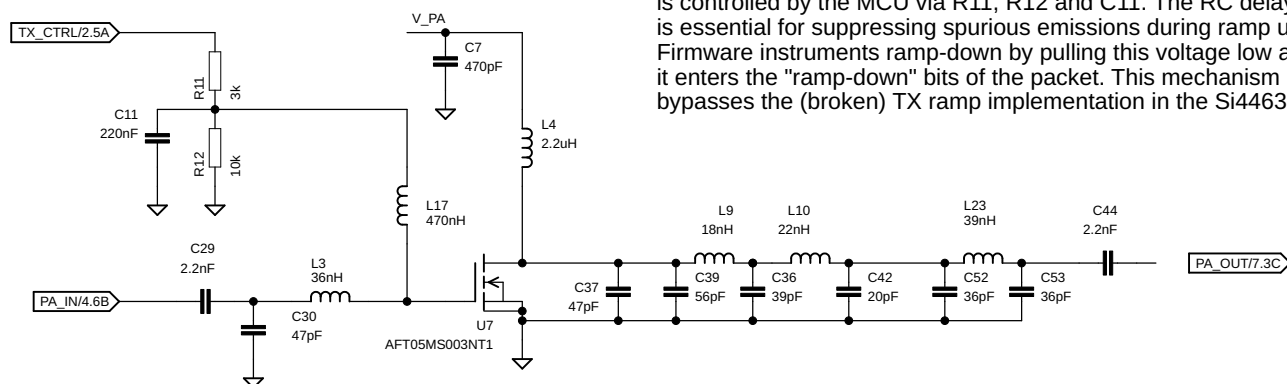 is controlled by the MCU via R11, R12 and C11. The RC delay
is essential for suppressing spurious emissions during ramp u
Firmware instruments ramp-down by pulling this voltage low a
it enters the "ramp-down" bits of the packet. This mechanism
bypasses the (broken) TX ramp implementation in the Si4463
TX_CTRL/2.5A
V_PA
C7
470pF
R11
3k
C11
220nF
R12
10k
L4
2.2uH
L17
470nH
C29
2.2nF
L3
36nH
PA_IN/4.6B
C30
47pF
U7
AFT05MS003NT1
L9
18nH
L10
22nH
L23
39nH
C44
2.2nF
PA_OUT/7.3C
C37
47pF
C39
56pF
C36
39pF
C42
20pF
C52
36pF
C53
36pF